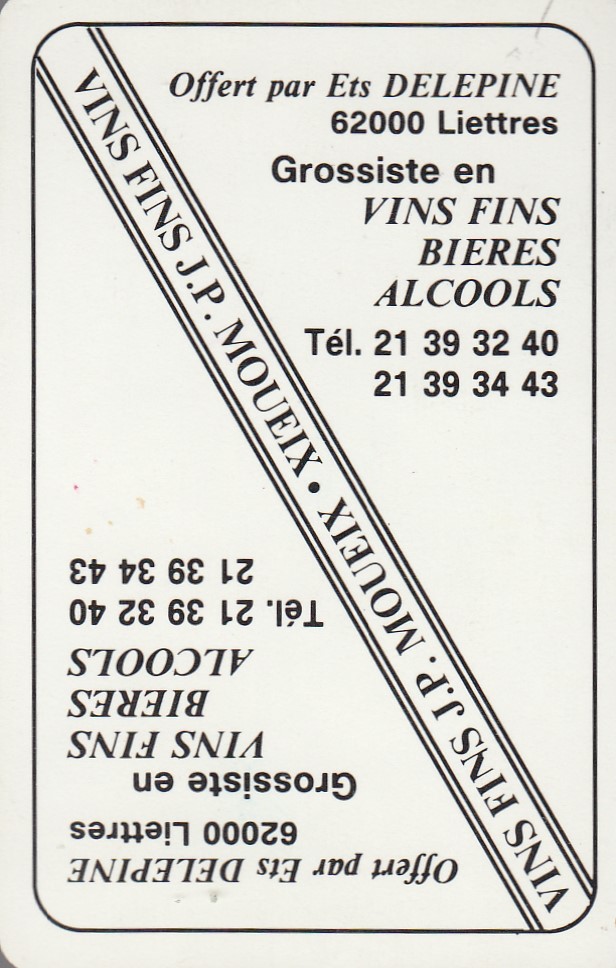 Offert par Ets DELEPINE
62000 Liettres
Grossiste en
VINS FINS
BIERES
ALCOOLS
Tél. 21 39 32 40
21 39 34 43
VINS FINS J.P. MOUEIX • VINS FINS J.P. MOUEIX
Offert par Ets DELEPINE
62000 Liettres
Grossiste en
VINS FINS
BIERES
ALCOOLS
Tél. 21 39 32 40
21 39 34 43